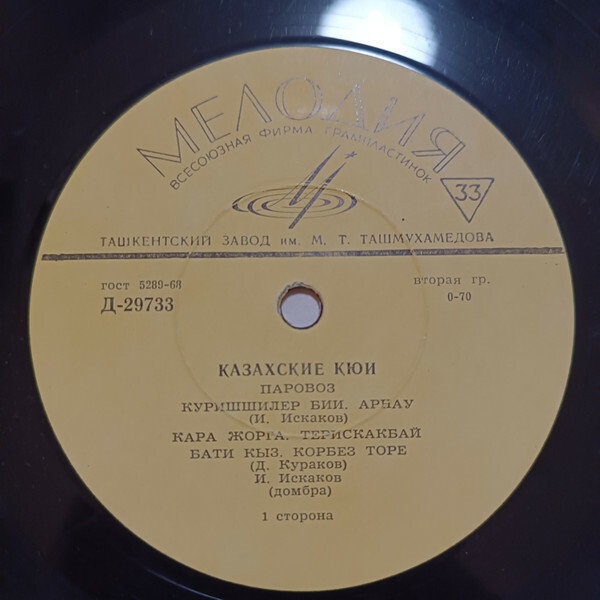 МЕЛОДИЯ
ВСЕСОЮЗНАЯ ФИРМА ГРАМПЛАСТИНОК
33
ТАШКЕНТСКИЙ ЗАВОД им. М. Т. ТАШМУХАМЕДОВА
гост 5289-68
вторая гр.
Д-29733
0-70
КАЗАХСКИЕ КЮИ
ПАРОВОЗ
КУРИШШИЛЕР БИИ. АРНАУ
(И. Искаков)
КАРА ЖОРГА. ТЕРИСКАКБАЙ
БАТИ КЫЗ. КОРБЕЗ ТОРЕ
(Д. Кураков)
И. Искаков
(домбра)
1 сторона